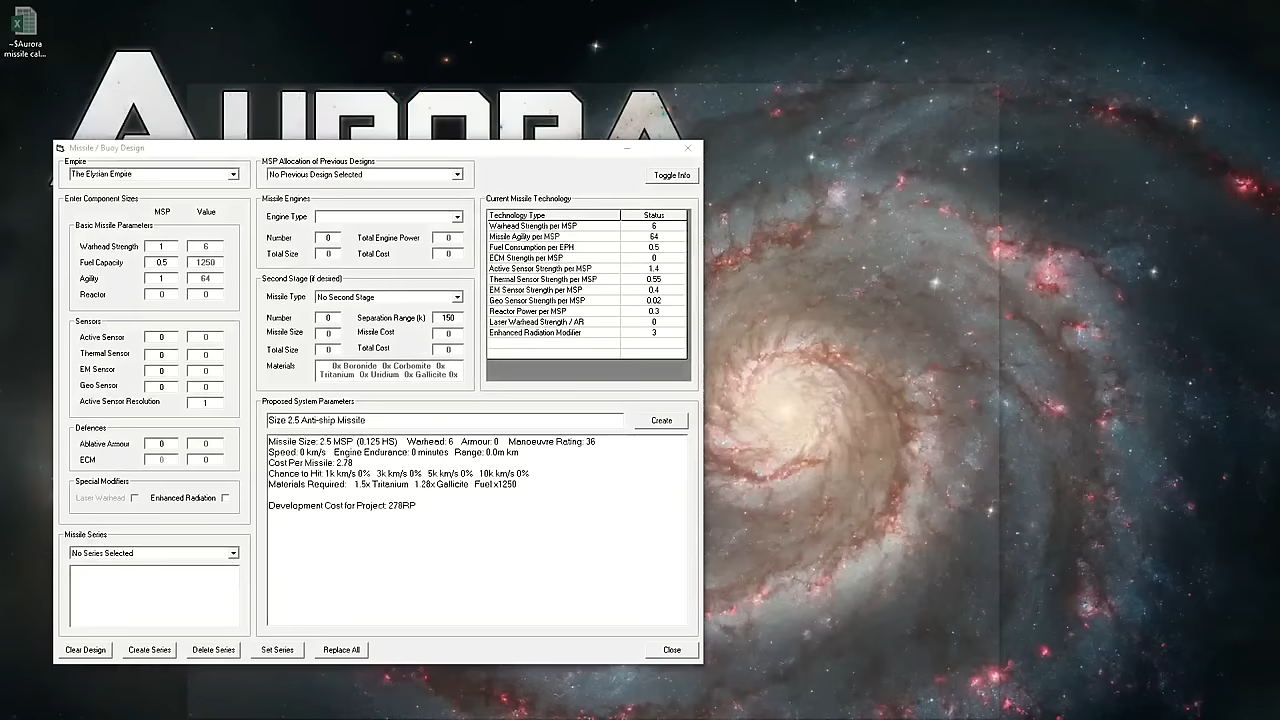 ~$Aurora
missile cal...
AURORA
Missile / Buoy Design
Empire
The Elyrian Empire
MSP Allocation of Previous Designs
No Previous Design Selected
Toggle Info
Enter Component Sizes
MSP Value
Basic Missile Parameters
Warhead Strength 1 6
Fuel Capacity 0.5 1250
Agility 1 64
Reactor 0 0
Sensors
Active Sensor 0 0
Thermal Sensor 0 0
EM Sensor 0 0
Geo Sensor 0 0
Active Sensor Resolution 1
Defences
Ablative Armour 0 0
ECM 0 0
Special Modifiers
Laser Warhead Enhanced Radiation
Missile Series
No Series Selected
Missile Engines
Engine Type
Number 0 Total Engine Power 0
Total Size 0 Total Cost 0
Second Stage (if desired)
Missile Type No Second Stage
Number 0 Separation Range (k) 150
Missile Size 0 Missile Cost 0
Total Size 0 Total Cost 0
Materials 0x Boronide 0x Corbomite 0x
Tritanium 0x Uridium 0x Gallicite 0x
Current Missile Technology
Technology Type Status
Warhead Strength per MSP 6
Missile Agility per MSP 64
Fuel Consumption per EPH 0.5
ECM Strength per MSP 0
Active Sensor Strength per MSP 1.4
Thermal Sensor Strength per MSP 0.55
EM Sensor Strength per MSP 0.4
Geo Sensor Strength per MSP 0.02
Reactor Power per MSP 0.3
Laser Warhead Strength / AR 0
Enhanced Radiation Modifier 3
Proposed System Parameters
Size 2.5 Anti-ship Missile
Create
Missile Size: 2.5 MSP (0.125 HS) Warhead: 6 Armour: 0 Manoeuvre Rating: 36
Speed: 0 km/s Engine Endurance: 0 minutes Range: 0.0m km
Cost Per Missile: 2.78
Chance to Hit: 1k km/s 0% 3k km/s 0% 5k km/s 0% 10k km/s 0%
Materials Required: 1.5x Tritanium 1.28x Gallicite Fuel x1250
Development Cost for Project: 278RP
Clear Design
Create Series
Delete Series
Set Series
Replace All
Close